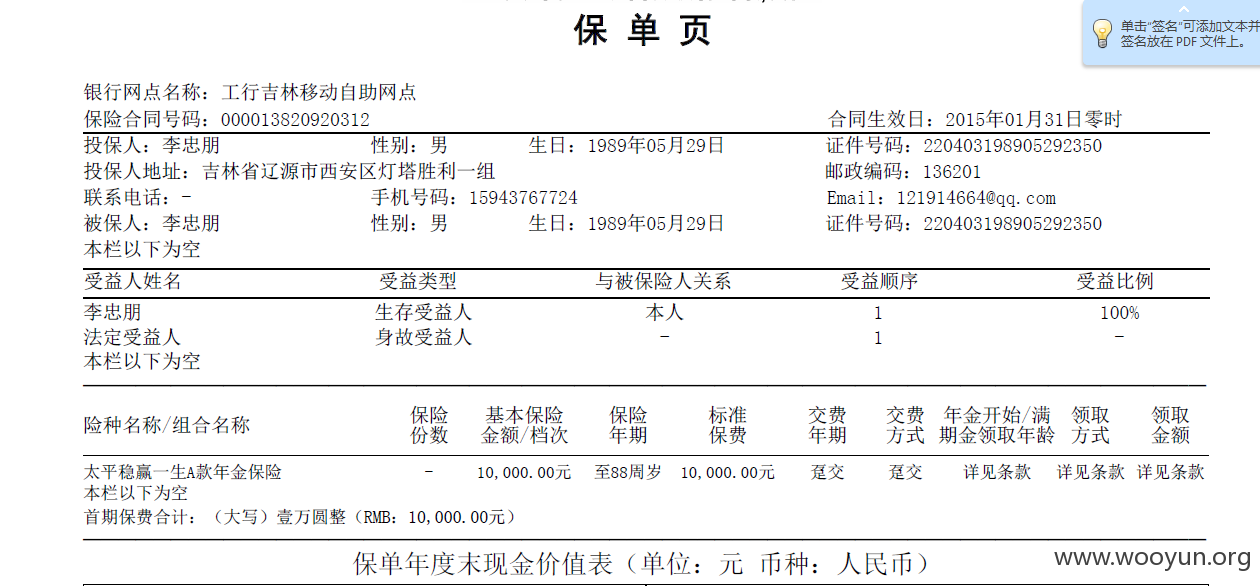 保 单 页
单击“签名”可添加文本并
签名放在 PDF 文件上。
银行网点名称：工行吉林移动自助网点
保险合同号码：000013820920312 合同生效日：2015年01月31日零时
投保人：李忠朋 性别：男 生日：1989年05月29日 证件号码：220403198905292350
投保人地址：吉林省辽源市西安区灯塔胜利一组 邮政编码：136201
联系电话：- 手机号码：15943767724 Email：121914664@qq.com
被保人：李忠朋 性别：男 生日：1989年05月29日 证件号码：220403198905292350
本栏以下为空
受益人姓名 受益类型 与被保险人关系 受益顺序 受益比例
李忠朋 生存受益人 本人 1 100%
法定受益人 身故受益人 - 1 -
本栏以下为空
险种名称/组合名称 保险份数 基本保险金额/档次 保险年期 标准保费 交费年期 交费方式 年金开始/满期金领取年龄 领取方式 领取金额
太平稳赢一生A款年金保险 - 10,000.00元 至88周岁 10,000.00元 趸交 趸交 详见条款 详见条款 详见条款
本栏以下为空
首期保费合计：（大写）壹万圆整（RMB：10,000.00元）
保单年度末现金价值表（单位：元 币种：人民币）
www.wooyun.org